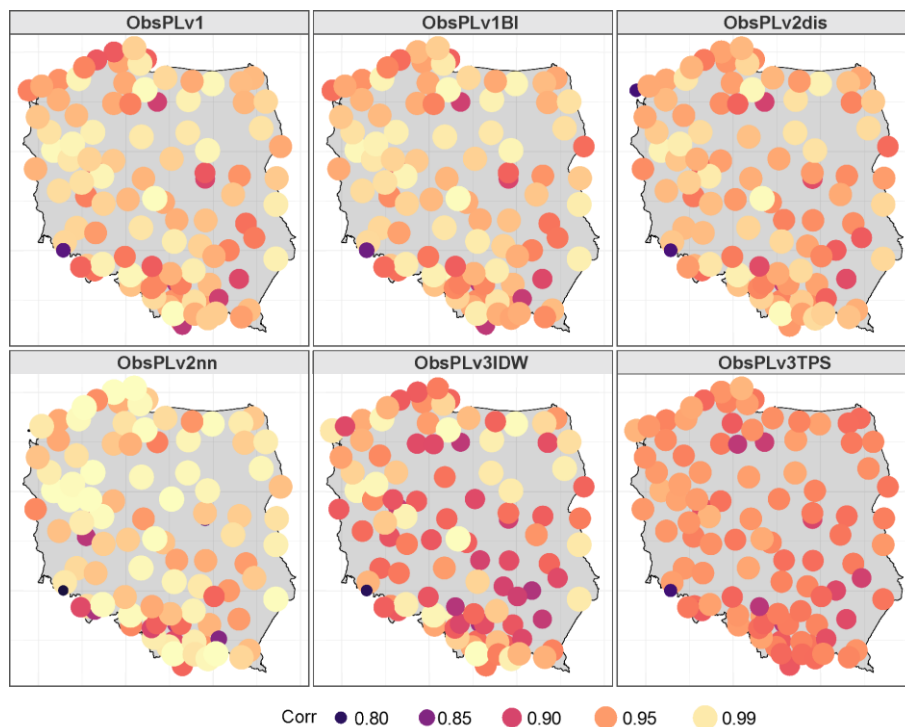 ObsPLv1 ObsPLv1BI ObsPLv2dis
ObsPLv2nn ObsPLv3IDW ObsPLv3TPS
Corr 0.80 0.85 0.90 0.95 0.99